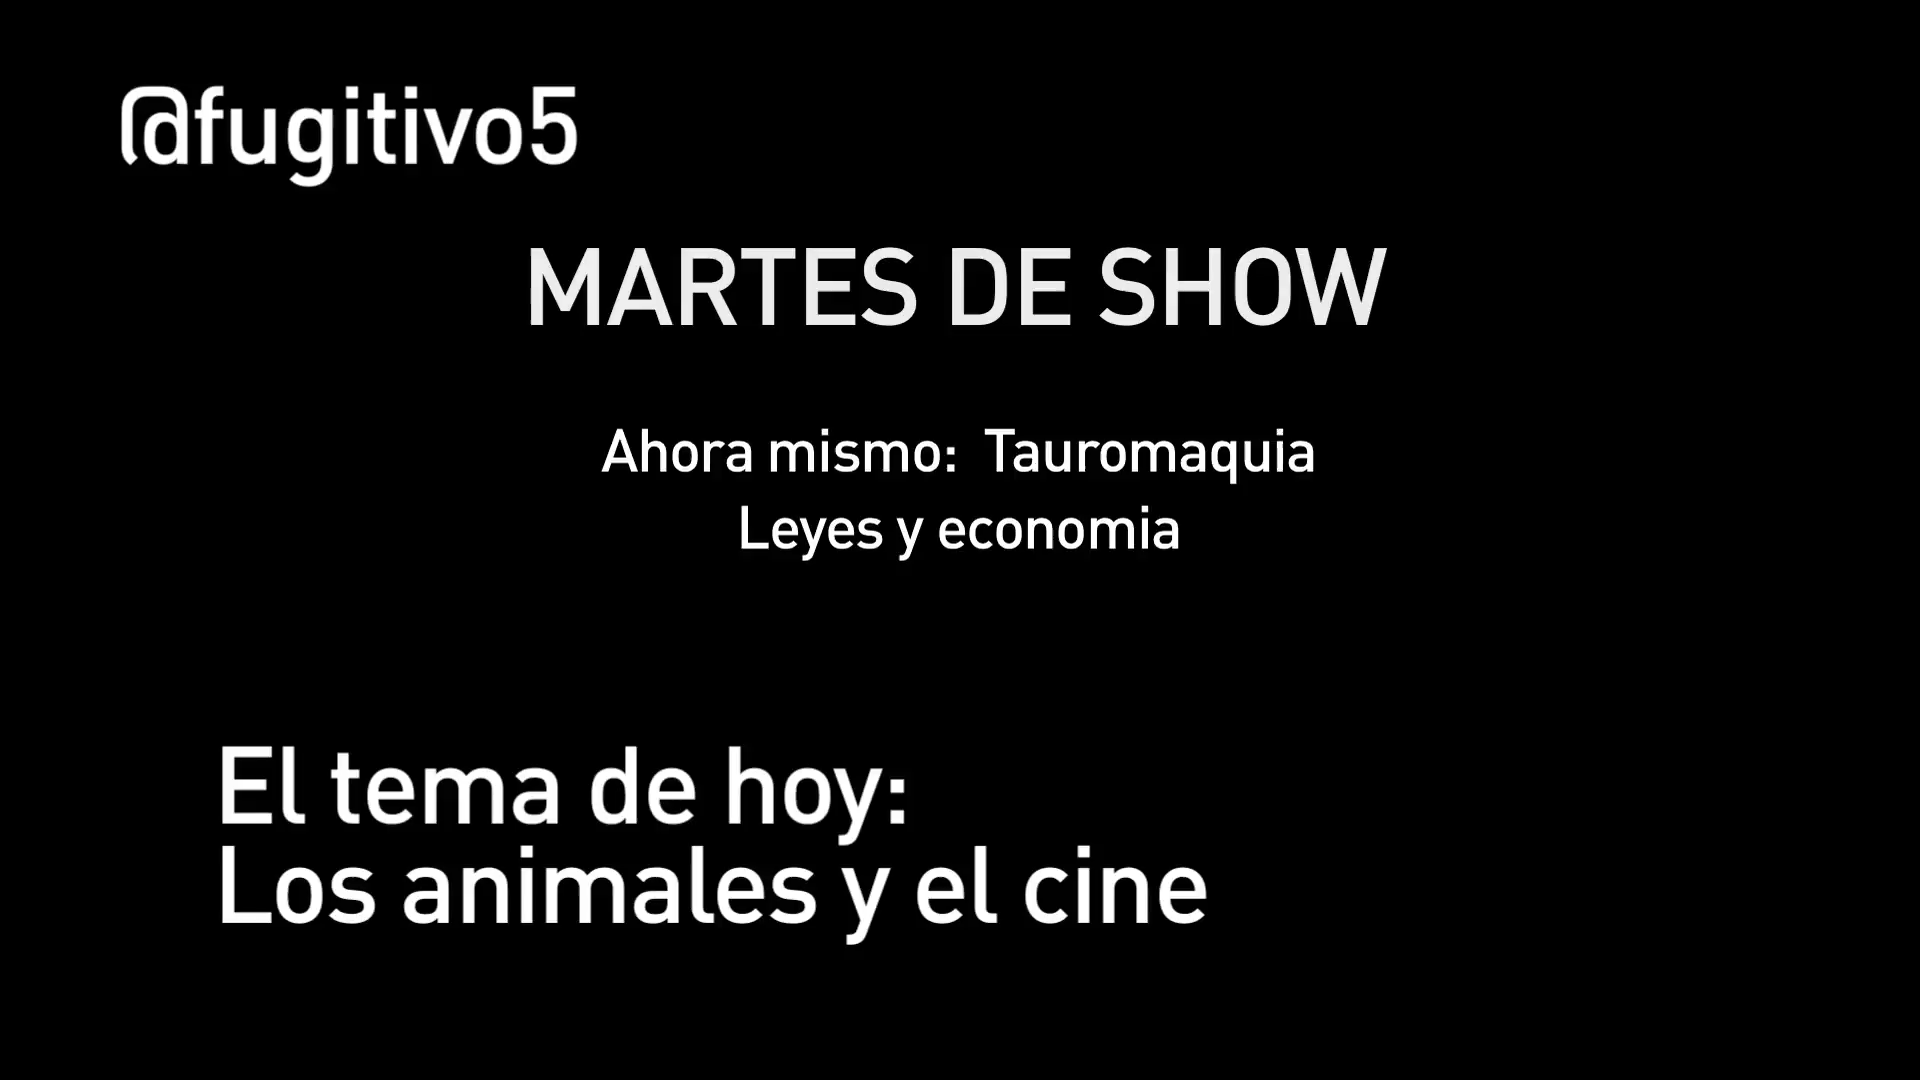 @fugitivo5
MARTES DE SHOW
Ahora mismo: Tauromaquia
Leyes y economia
El tema de hoy:
Los animales y el cine